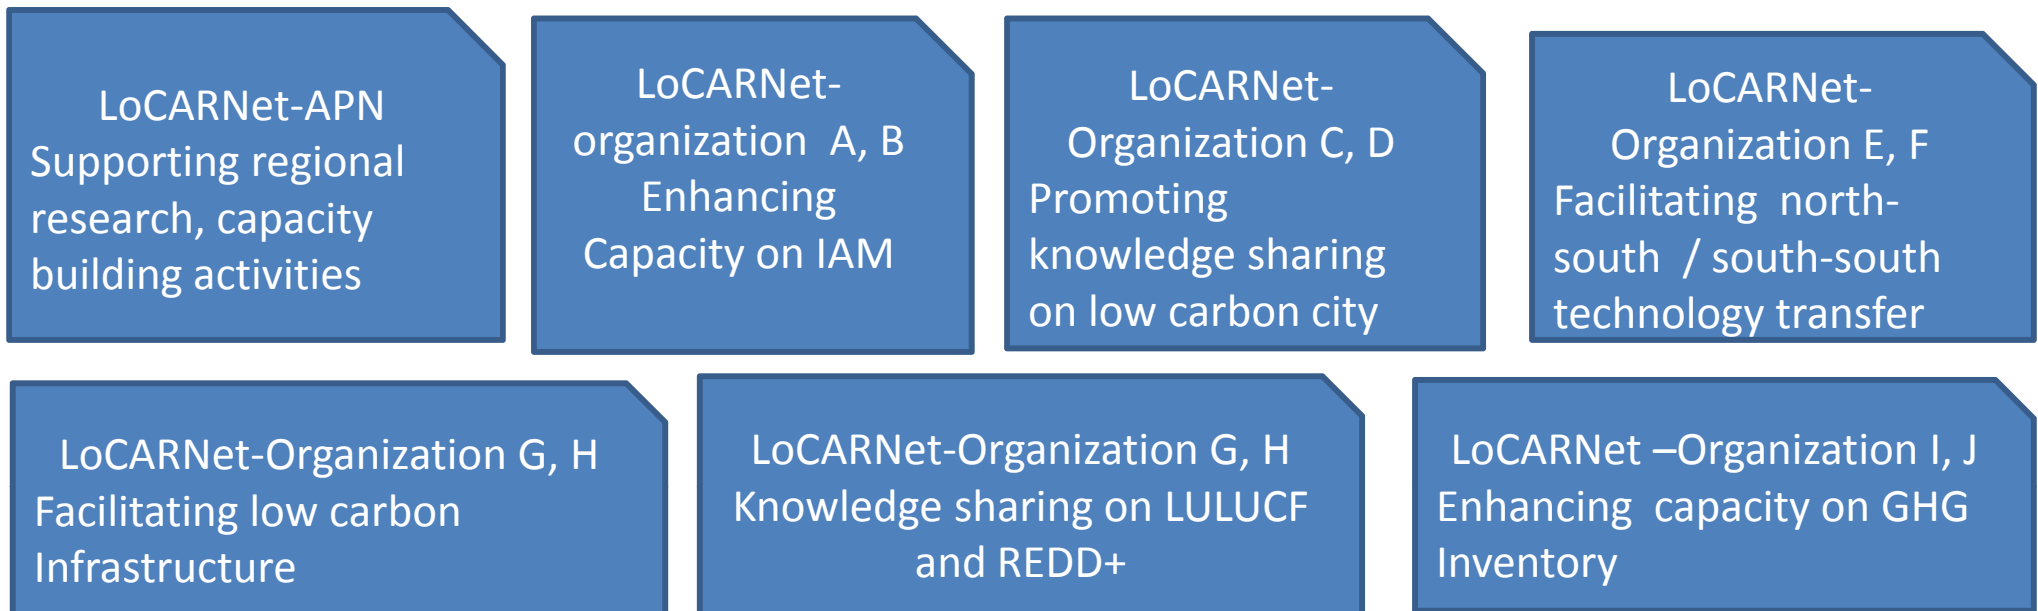 LoCARNet-APN
Supporting regional
research, capacity
building activities
LoCARNet-
organization A, B
Enhancing
Capacity on IAM
LoCARNet-
Organization C, D
Promoting
knowledge sharing
on low carbon city
LoCARNet-
Organization E, F
Facilitating north-
south / south-south
technology transfer
LoCARNet-Organization G, H
Facilitating low carbon
Infrastructure
LoCARNet-Organization G, H
Knowledge sharing on LULUCF
and REDD+
LoCARNet –Organization I, J
Enhancing capacity on GHG
Inventory